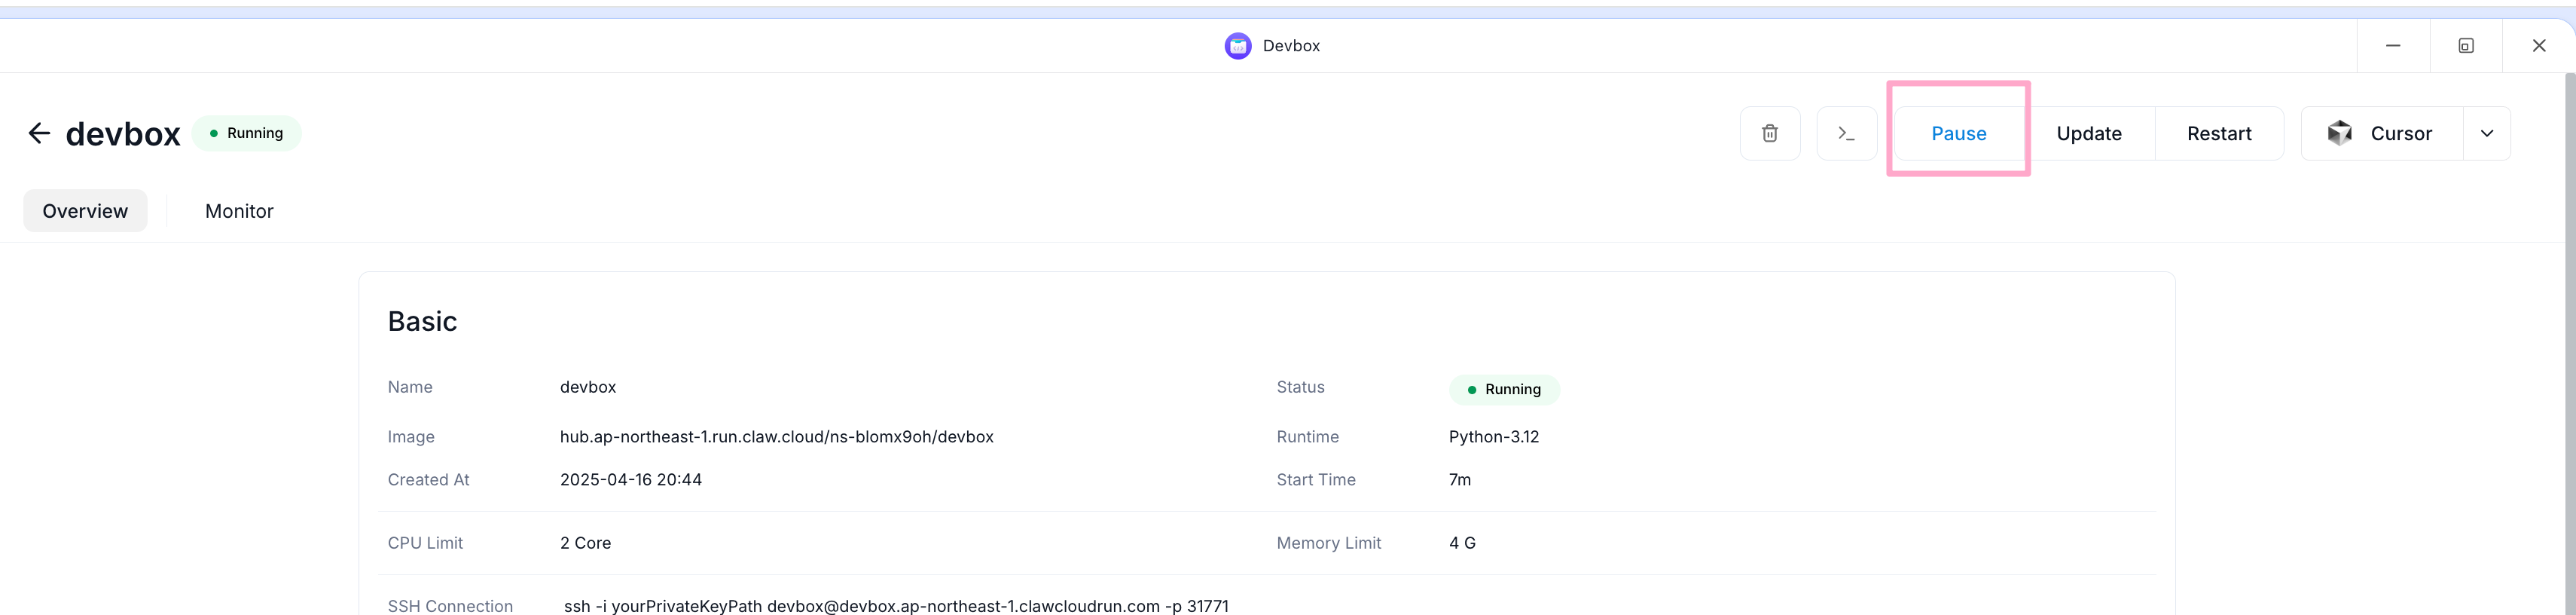 Devbox
devbox Running
Pause Update Restart Cursor
Overview Monitor
Basic
Name devbox Status Running
Image hub.ap-northeast-1.run.claw.cloud/ns-blomx9oh/devbox Runtime Python-3.12
Created At 2025-04-16 20:44 Start Time 7m
CPU Limit 2 Core Memory Limit 4 G
SSH Connection ssh -i yourPrivateKeyPath devbox@devbox.ap-northeast-1.clawcloudrun.com -p 31771